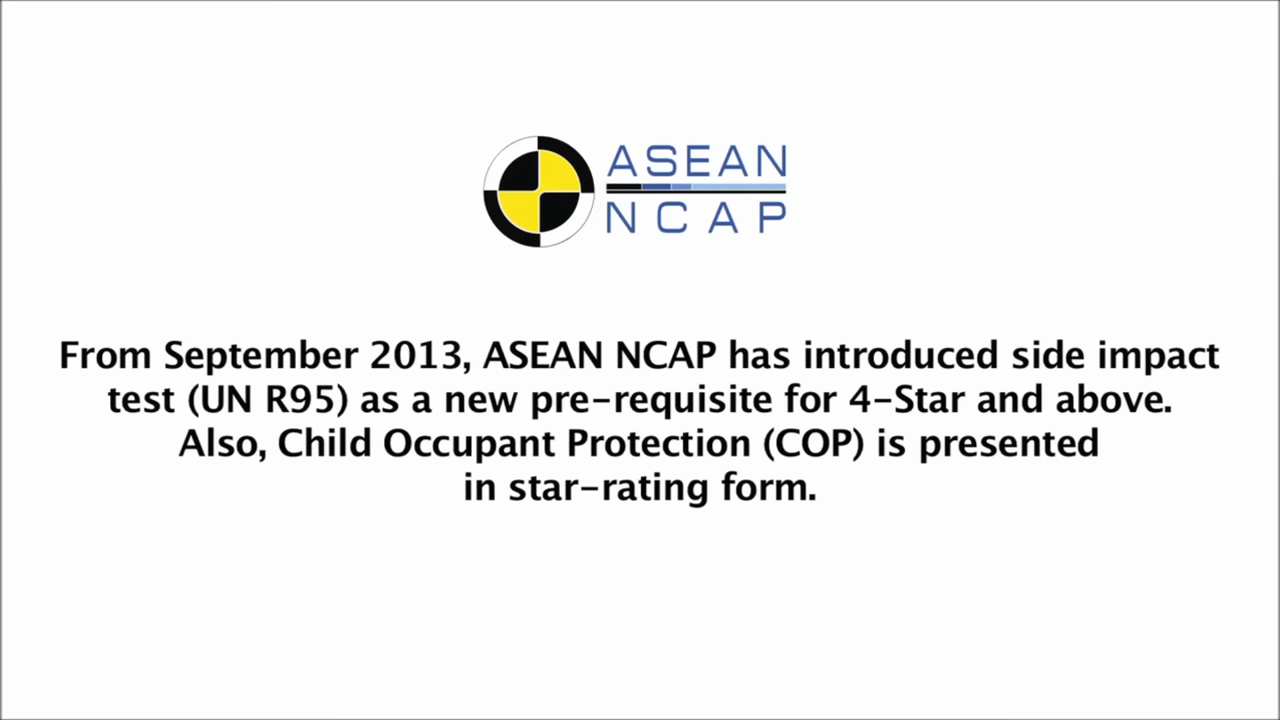 ASEAN
NCAP
From September 2013, ASEAN NCAP has introduced side impact
test (UN R95) as a new pre-requisite for 4-Star and above.
Also, Child Occupant Protection (COP) is presented
in star-rating form.